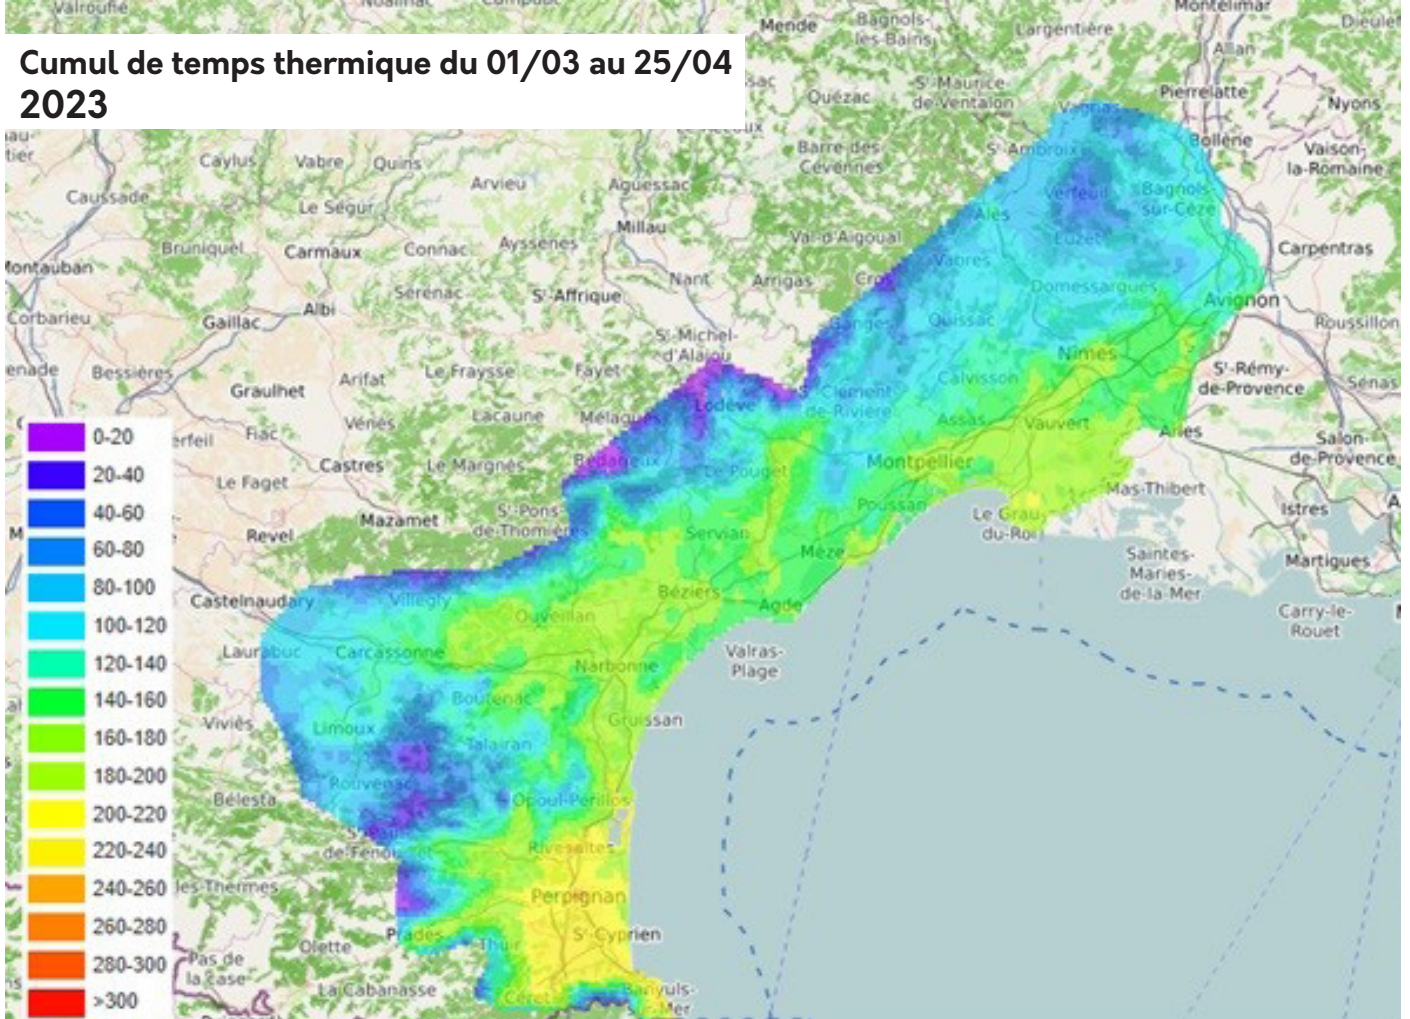 Valroufié
Cumul de temps thermique du 01/03 au 25/04
2023
Mende
Bagnols-
les-Bains
Largentière
Montélimar
Allan
Quézac
St-Maurice-
de-Ventalon
Pierrelatte
Nyons
Vagnas
Barre-des-
Cévennes
St-Ambroix
Bollène
Vaison-
la-Romaine
Caylus
Vabre
Quins
Arvieu
Aguessac
Verfeuil
Bagnols-
sur-Cèze
Caussade
Le Ségur
Millau
Alès
Bruniquel
Carmaux
Connac
Ayssènes
Val-d'Aigoual
Luzet
Carpentras
Montauban
Vabres
Nant
Arrigas
Domessargues
Sérénac
St-Affrique
Avignon
Corbarieu
Gaillac
Albi
Ganges
Quissac
Roussillon
St-Michel-
d'Alajou
Nîmes
Bessières
Arifat
Le Fraysse
Fayet
Calvisson
St-Rémy-
de-Provence
Sénas
Graulhet
Lodève
St-Clément-
de-Rivière
Vénès
Lacaune
Mélagues
Assas
Vauvert
Arles
Fiac
Salon-
de-Provence
Castres
Le Margnès
Bédarieux
Le Pouget
Montpellier
Le Faget
Mas-Thibert
Poussan
Istres
Mazamet
St-Pons-
de-Thomières
Le Grau-
du-Roi
Revel
Servian
Mèze
Saintes-
Maries-
de-la-Mer
Martigues
Castelnaudary
Villegly
Béziers
Agde
Ouveillan
Carry-le-
Rouet
Laurabuc
Carcassonne
Narbonne
Valras-
Plage
Boutenac
Viviès
Limoux
Gruissan
Talairan
Rouvenac
Bélesta
Opoul-Périllos
Rivesaltes
les-Thermes
Perpignan
Prades
St-Cyprien
Olette
Thuir
Pas de
la Case
La Cabanasse
Céret
Banyuls-
0-20
20-40
40-60
60-80
80-100
100-120
120-140
140-160
160-180
180-200
200-220
220-240
240-260
260-280
280-300
>300